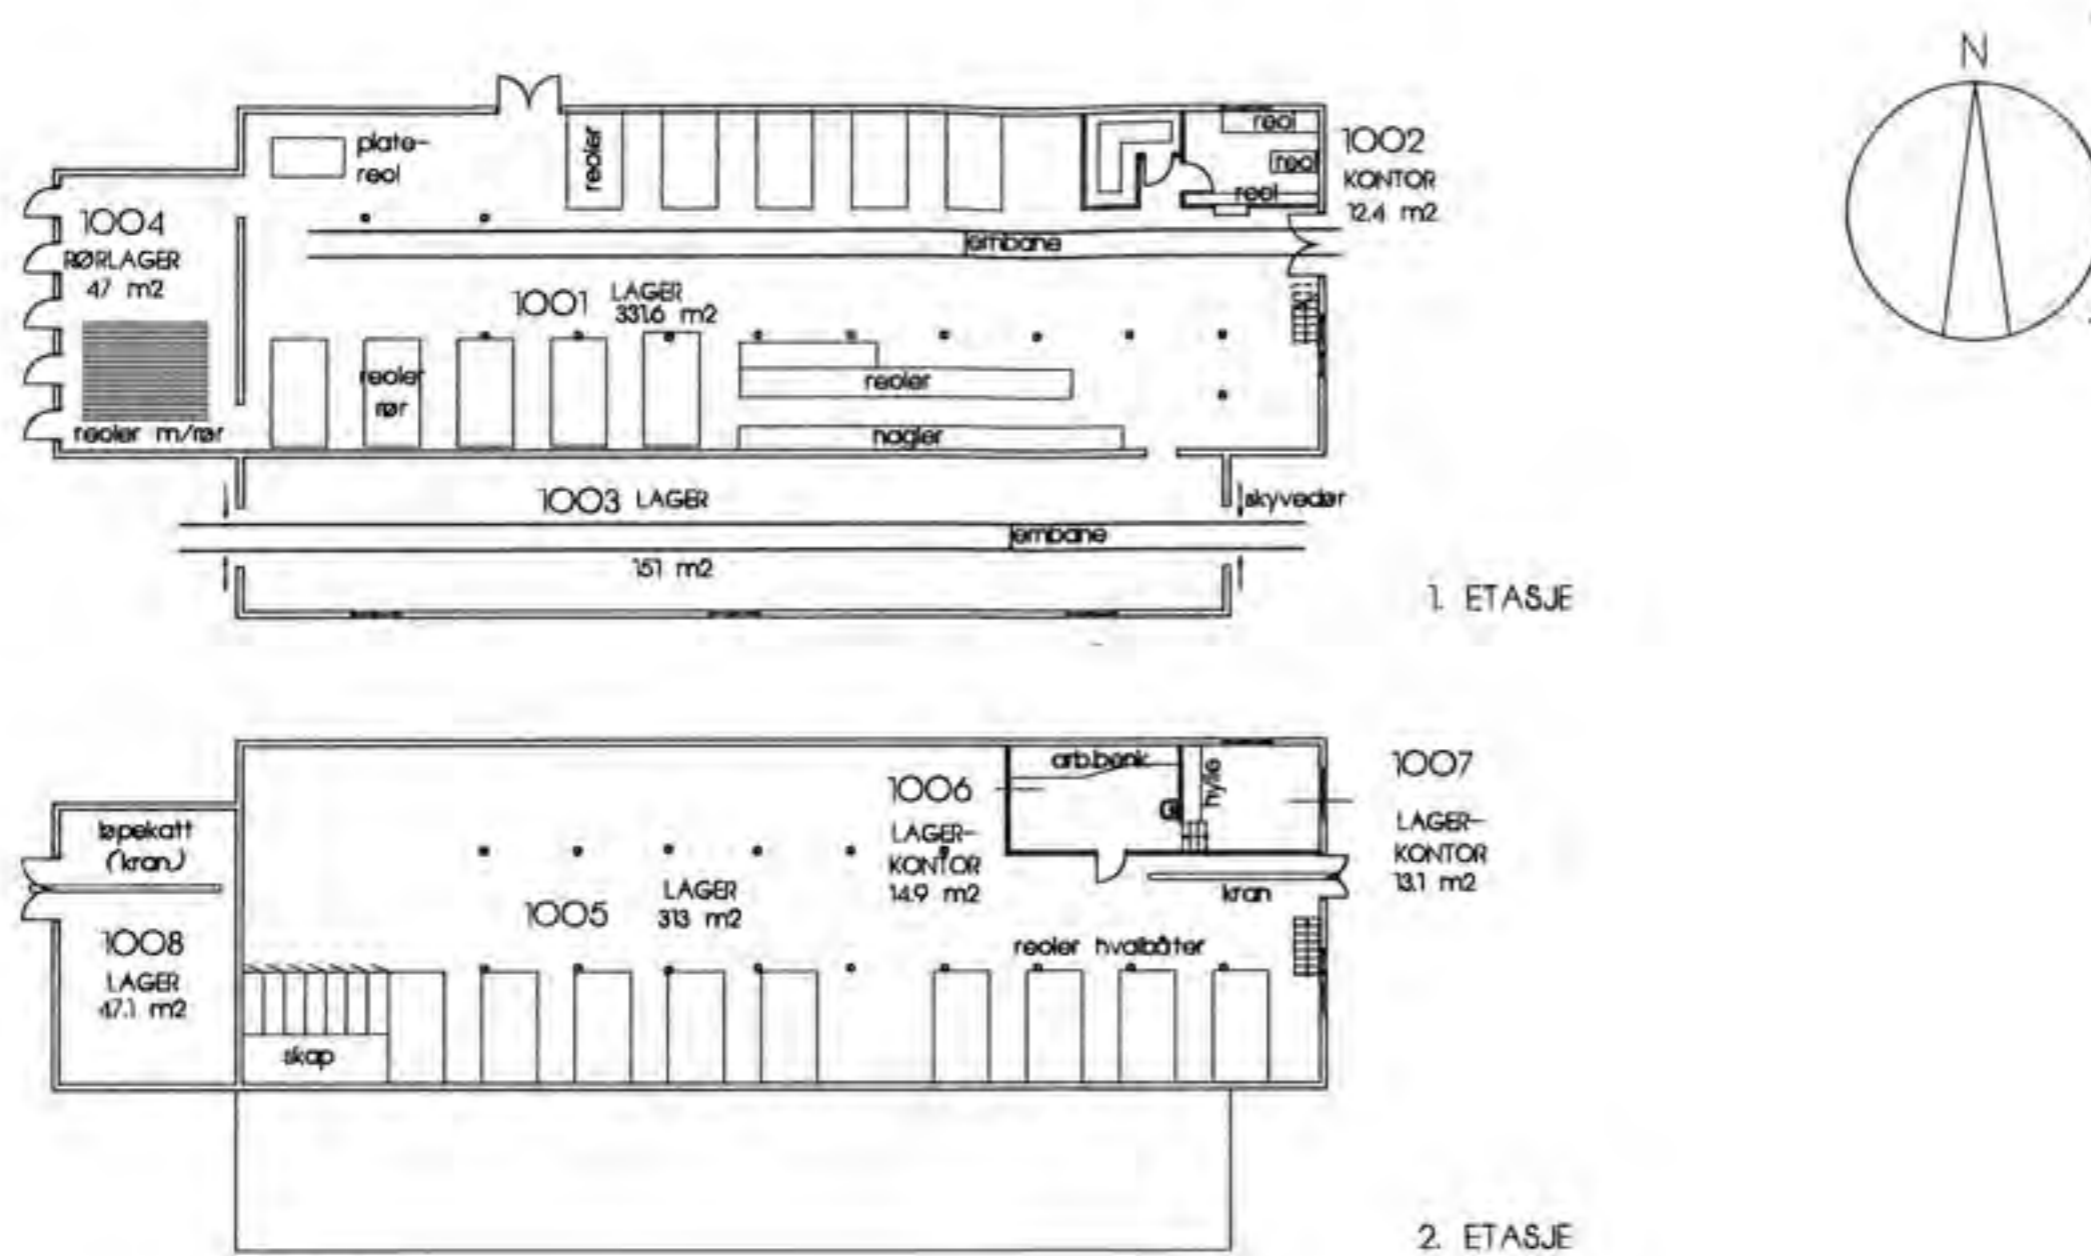 N
plate-
reol
reoler
reol
reol
reol
1002
KONTOR
12.4 m2
1004
RØRLAGER
47 m2
jernbane
1001
LAGER
331.6 m2
reoler
rør
reoler
nagler
reoler m/rør
1003 LAGER
skyvedør
jernbane
151 m2
1. ETASJE
løpekatt
(kran)
arb.benk
hylle
1006
LAGER-
KONTOR
14.9 m2
1007
LAGER-
KONTOR
13.1 m2
kran
1005
LAGER
313 m2
reoler hvalbåter
1008
LAGER
47.1 m2
skap
2. ETASJE